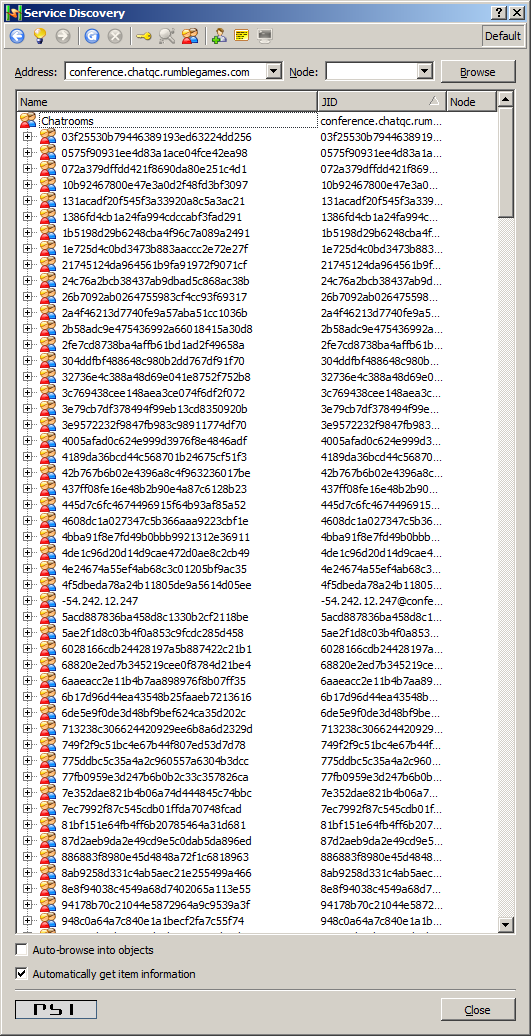 Service Discovery
Default
Address: conference.chatqc.rumblegames.com Node: Browse
Name JID Node
Chatrooms conference.chatqc.rum...
03f25530b79446389193ed63224dd256 03f25530b794463891​9...
0575f90931ee4d83a1ace04fce42ea98 0575f90931ee4d83a1a...
072a379dffdd421f8690da80e251c4d1 072a379dffdd421f869...
10b92467800e47e3a0d2f48fd3bf3097 10b92467800e47e3a0...
131acadf20f545f3a33920a8c5a3ac21 131acadf20f545f3a339...
1386fd4cb1a24fa994cdccabf3fad291 1386fd4cb1a24fa994c...
1b5198d29b6248cba4f96c7a089a2491 1b5198d29b6248cba4f...
1e725d4c0bd3473b883aaccc2e72e27f 1e725d4c0bd3473b883...
21745124da964561b9fa91972f9071cf 21745124da964561b9f...
24c76a2bcb38437ab9dbad5c868ac38b 24c76a2bcb38437ab9d...
26b7092ab0264755983cf4cc93f69317 26b7092ab026475598...
2a4f46213d7740fe9a57aba51cc1036b 2a4f46213d7740fe9a5...
2b58adc9e475436992a66018415a30d8 2b58adc9e475436992a...
2fe7cd8738ba4affb61bd1ad2f49658a 2fe7cd8738ba4affb61b...
304ddfbf488648c980b2dd767df91f70 304ddfbf488648c980b...
32736e4c388a48d69e041e8752f752b8 32736e4c388a48d69e0...
3c769438cee148aea3ce074f6df2f072 3c769438cee148aea3c...
3e79cb7df378494f99eb13cd8350920b 3e79cb7df378494f99e...
3e9572232f9847fb983c98911774df70 3e9572232f9847fb983...
4005afad0c624e999d3976f8e4846adf 4005afad0c624e999d3...
4189da36bcd44c568701b24675cf51f3 4189da36bcd44c56870...
42b767b6b02e4396a8c4f963236017be 42b767b6b02e4396a8c...
437ff08fe16e48b2b90e4a87c6128b23 437ff08fe16e48b2b90...
445d7c6fc4674496915f64b93af85a52 445d7c6fc4674496915...
4608dc1a027347c5b366aaa9223cbf1e 4608dc1a027347c5b36...
4bba91f8e7fd49b0bbb9921312e36911 4bba91f8e7fd49b0bbb...
4de1c96d20d14d9cae472d0ae8c2cb49 4de1c96d20d14d9cae4...
4e24674a55ef4ab68c3c01205bf9ac35 4e24674a55ef4ab68c3...
4f5dbeda78a24b11805de9a5614d05ee 4f5dbeda78a24b11805...
-54.242.12.247 -54.242.12.247@confe...
5acd887836ba458d8c1330b2cf2118be 5acd887836ba458d8c1...
5ae2f1d8c03b4f0a853c9fcdc285d458 5ae2f1d8c03b4f0a853...
6028166cdb24428197a5b887422c21b1 6028166cdb24428197a...
68820e2ed7b345219cee0f8784d21be4 68820e2ed7b345219ce...
6aaeacc2e11b4b7aa898976f8b07ff35 6aaeacc2e11b4b7aa89...
6b17d96d44ea43548b25faaeb7213616 6b17d96d44ea43548b...
6de5e9f0de3d48bf9bef624ca35d202c 6de5e9f0de3d48bf9be...
713238c306624420929ee6b8a6d2329d 713238c306624420929...
749f2f9c51bc4e67b44f807ed53d7d78 749f2f9c51bc4e67b44f...
775ddbc5c35a4a2c960557a6304b3dcc 775ddbc5c35a4a2c960...
77fb0959e3d247b6b0b2c33c357826ca 77fb0959e3d247b6b0b...
7e352dae821b4b06a74d444845c74bbc 7e352dae821b4b06a7...
7ec7992f87c545cdb01ffda70748fcad 7ec7992f87c545cdb01f...
81bf151e64fb4ff6b20785464a31d681 81bf151e64fb4ff6b207...
87d2aeb9da2e49cd9e5c0dab5da896ed 87d2aeb9da2e49cd9e5...
886883f8980e45d4848a72f1c6818963 886883f8980e45d4848...
8ab9258d331c4ab5aec21e255499a466 8ab9258d331c4ab5aec...
8e8f94038c4549a68d7402065a113e55 8e8f94038c4549a68d7...
94178b70c21044e5872964a9c9539a3f 94178b70c21044e5872...
948c0a64a7c840e1a1becf2fa7c55f74 948c0a64a7c840e1a1b...
Auto-browse into objects
Automatically get item information
PSI Close